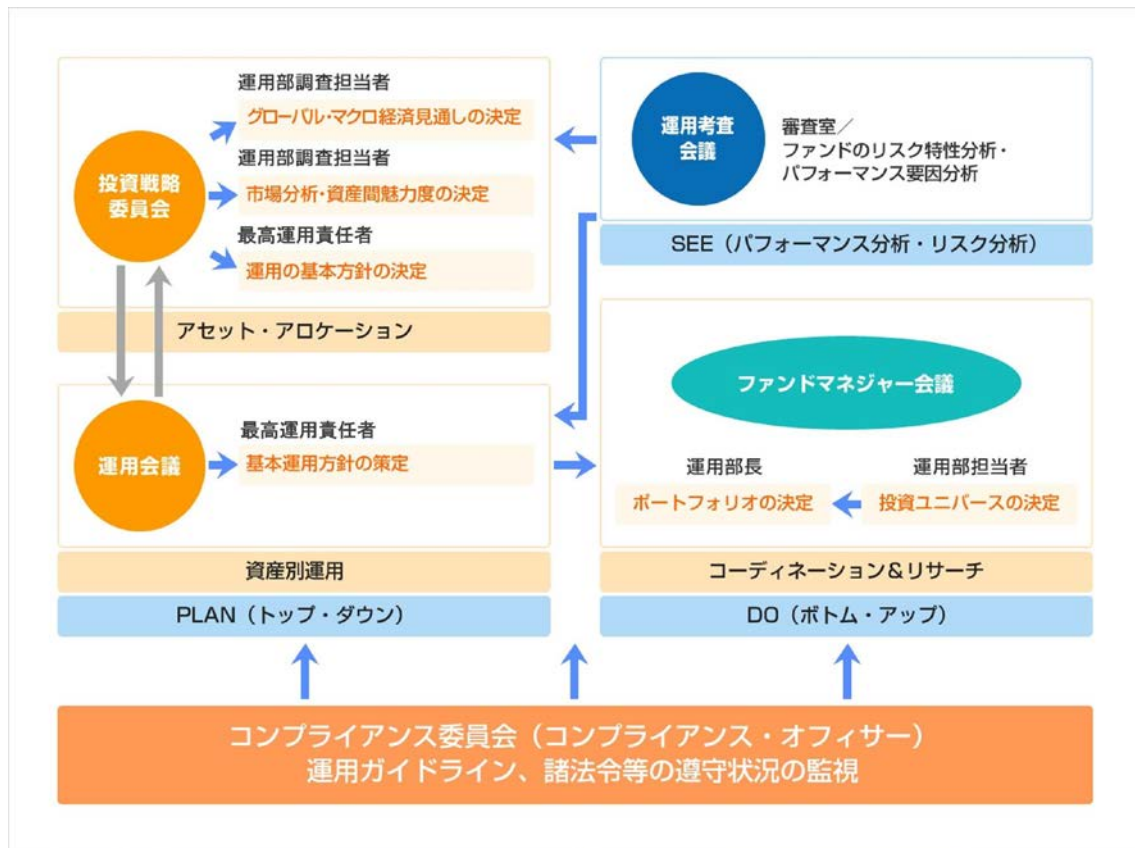 運用部調査担当者
グローバル・マクロ経済見通しの決定
運用部調査担当者
投資戦略
委員会
市場分析・資産間魅力度の決定
最高運用責任者
運用の基本方針の決定
アセット・アロケーション
運用考査
会議
審査室／
ファンドのリスク特性分析・
パフォーマンス要因分析
SEE（パフォーマンス分析・リスク分析）
運用会議
最高運用責任者
基本運用方針の策定
資産別運用
PLAN（トップ・ダウン）
ファンドマネジャー会議
運用部長
ポートフォリオの決定
運用部担当者
投資ユニバースの決定
コーディネーション＆リサーチ
DO（ボトム・アップ）
コンプライアンス委員会（コンプライアンス・オフィサー）
運用ガイドライン、諸法令等の遵守状況の監視